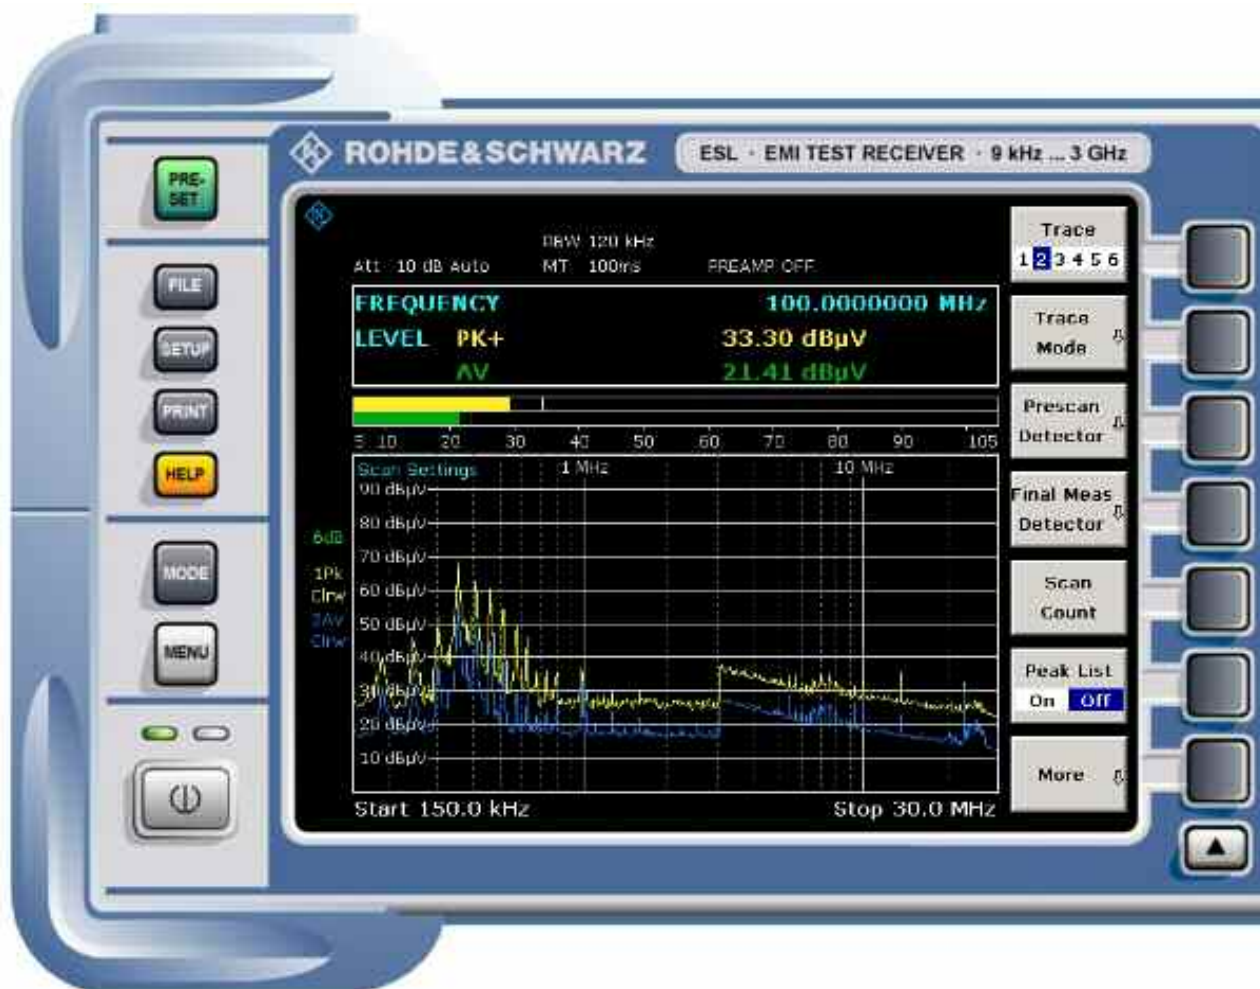 ROHDE&SCHWARZ
ESL · EMI TEST RECEIVER · 9 kHz ... 3 GHz
PRE-
SET
FILE
SETUP
PRINT
HELP
MODE
MENU
RBW 120 kHz
Att 10 dB Auto MT 100ms PREAMP OFF
FREQUENCY 100.0000000 MHz
LEVEL PK+ 33.30 dBµV
AV 21.41 dBµV
5 10 20 30 40 50 60 70 80 90 105
Scan Settings 1 MHz 10 MHz
90 dBµV
80 dBµV
70 dBµV
60 dBµV
50 dBµV
40 dBµV
30 dBµV
20 dBµV
10 dBµV
6dB
1Pk
Clrw
2AV
Clrw
Start 150.0 kHz Stop 30.0 MHz
Trace
1 2 3 4 5 6
Trace
Mode
Prescan
Detector
Final Meas
Detector
Scan
Count
Peak List
On Off
More